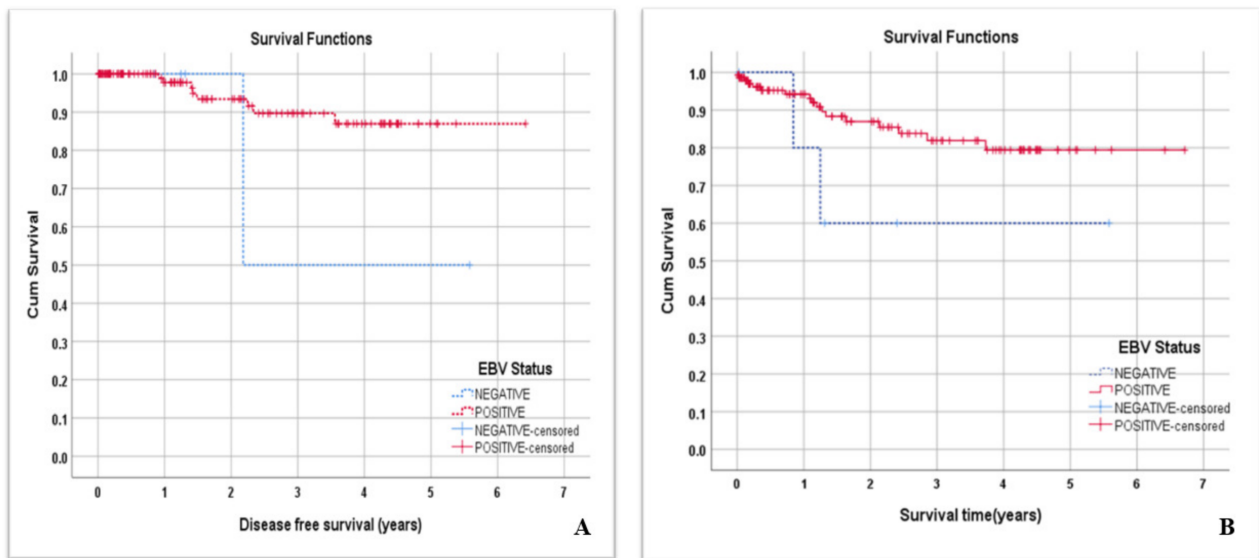 Survival Functions
Cum Survival
1.0
0.9
0.8
0.7
0.6
0.5
0.4
0.3
0.2
0.1
0.0
EBV Status
NEGATIVE
POSITIVE
NEGATIVE-censored
POSITIVE-censored
0 1 2 3 4 5 6 7
Disease free survival (years)
A
Survival Functions
Cum Survival
1.0
0.9
0.8
0.7
0.6
0.5
0.4
0.3
0.2
0.1
0.0
EBV Status
NEGATIVE
POSITIVE
NEGATIVE-censored
POSITIVE-censored
0 1 2 3 4 5 6 7
Survival time(years)
B